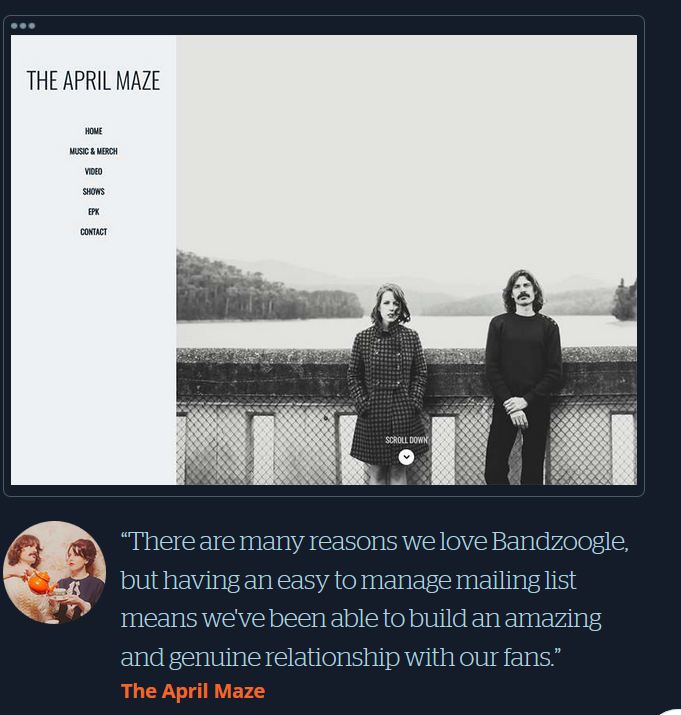 THE APRIL MAZE
HOME
MUSIC & MERCH
VIDEO
SHOWS
EPK
CONTACT
SCROLL DOWN
“There are many reasons we love Bandzoogle,
but having an easy to manage mailing list
means we've been able to build an amazing
and genuine relationship with our fans.”
The April Maze